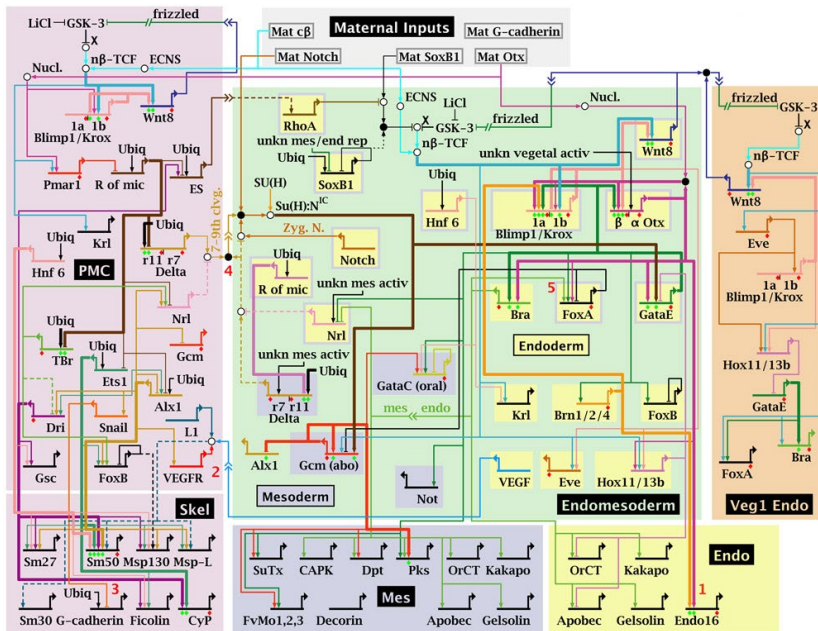 Maternal Inputs
Mat cβ
Mat G-cadherin
Mat Notch
Mat SoxB1
Mat Otx
LiCl
GSK-3
frizzled
X
nβ-TCF
ECNS
Nucl.
1a 1b
Wnt8
Blimp1/Krox
Ubiq
Pmar1
R of mic
ES
Ubiq
Krl
Ubiq
Hnf 6
PMC
Ubiq
r11 r7
Delta
7-9th clvg.
4
Nrl
Ubiq
TBr
Gcm
Ets1
Ubiq
Alx1
Dri
Snail
L1
2
Gsc
FoxB
VEGFR
Skel
Sm27
Sm50
Msp130
Msp-L
3
Ubiq
Sm30
G-cadherin
Ficolin
CyP
RhoA
ECNS
LiCl
X
GSK-3
frizzled
nβ-TCF
Nucl.
unkn mes/end rep
Ubiq
SoxB1
unkn vegetal activ
Wnt8
SU(H)
Su(H):N IC
Ubiq
Hnf 6
1a 1b
Blimp1/Krox
β α Otx
Zyg. N.
Notch
Ubiq
R of mic
unkn mes activ
Nrl
5
Bra
FoxA
GataE
Endoderm
unkn mes activ
Ubiq
r7 r11
Delta
GataC (oral)
mes
endo
Krl
Brn1/2/4
FoxB
Alx1
Gcm (abo)
Mesoderm
Not
VEGF
Eve
Hox11/13b
Endomesoderm
SuTx
CAPK
Dpt
Pks
OrCT
Kakapo
Mes
FvMo1,2,3
Decorin
Apobec
Gelsolin
OrCT
Kakapo
Endo
1
Apobec
Gelsolin
Endo16
frizzled
GSK-3
X
nβ-TCF
Wnt8
Eve
1a 1b
Blimp1/Krox
Hox11/13b
GataE
FoxA
Bra
Veg1 Endo